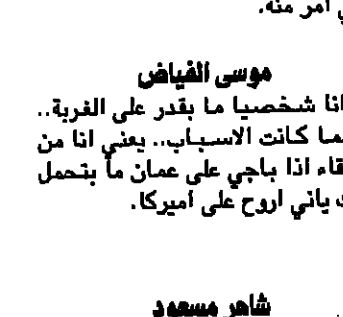 امر منه.
موسى الفياض
انا شخصيا ما بقدر على الغربة..
كانت الاسباب.. يعني انا من
اذا باجي على عمان ما بتحمل
ياني اروح على اميركا.
شاهر مسعود